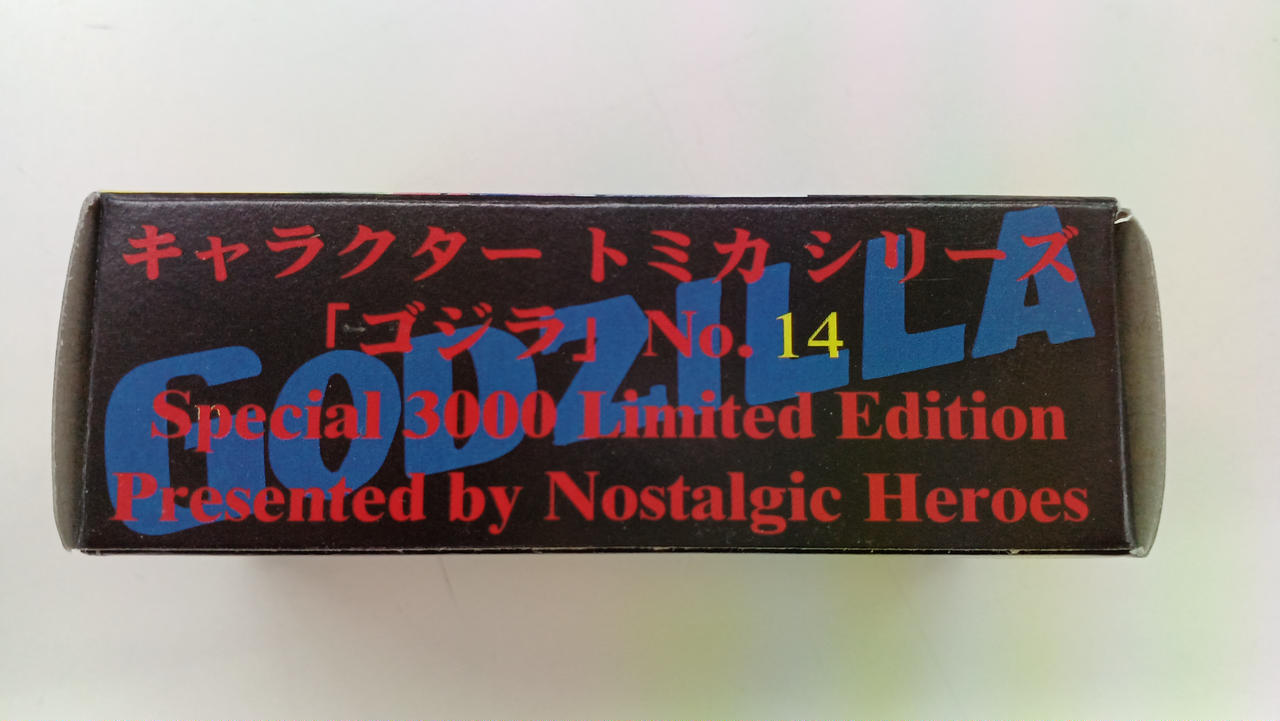 キャラクター トミカ シリーズ
「ゴジラ」 No. 14
Special 3000 Limited Edition
Presented by Nostalgic Heroes
GODZILLA